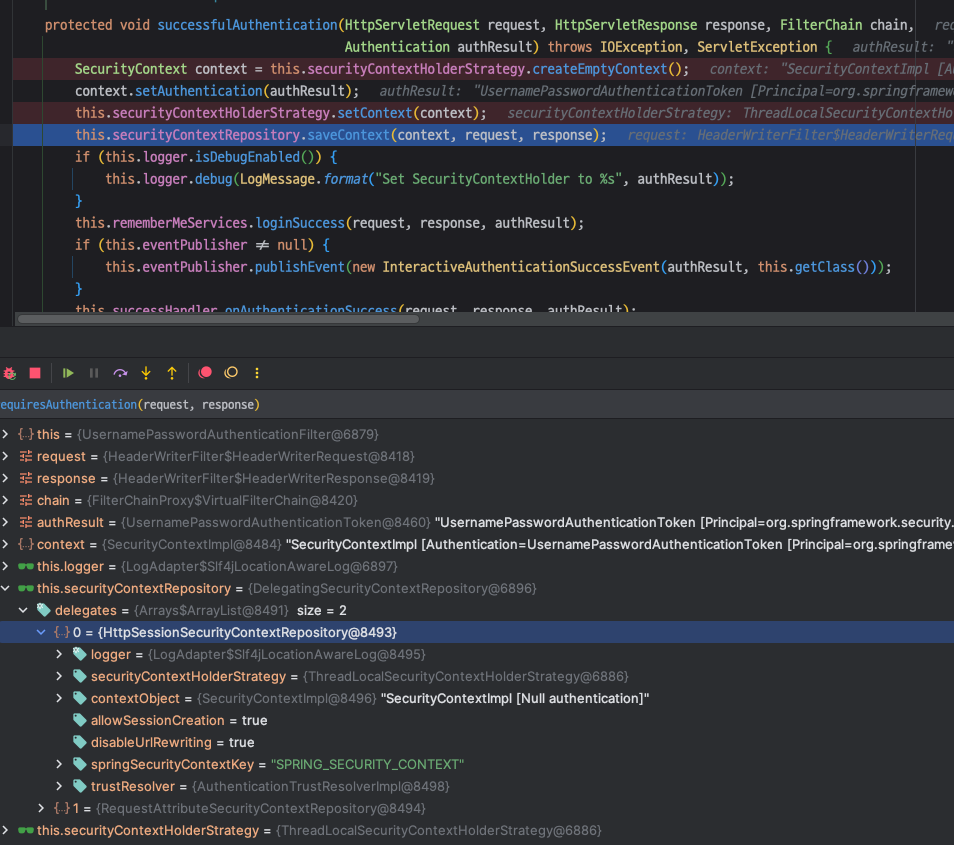 protected void successfulAuthentication(HttpServletRequest request, HttpServletResponse response, FilterChain chain,
Authentication authResult) throws IOException, ServletException { authResult: "
SecurityContext context = this.securityContextHolderStrategy.createEmptyContext(); context: "SecurityContextImpl [A
context.setAuthentication(authResult); authResult: "UsernamePasswordAuthenticationToken [Principal=org.springframew
this.securityContextHolderStrategy.setContext(context); securityContextHolderStrategy: ThreadLocalSecurityContextHo
this.securityContextRepository.saveContext(context, request, response); request: HeaderWriterFilter$HeaderWriterReq
if (this.logger.isDebugEnabled()) {
this.logger.debug(LogMessage.format("Set SecurityContextHolder to %s", authResult));
}
this.rememberMeServices.loginSuccess(request, response, authResult);
if (this.eventPublisher ≠ null) {
this.eventPublisher.publishEvent(new InteractiveAuthenticationSuccessEvent(authResult, this.getClass()));
}
this.successHandler.onAuthenticationSuccess(request, response, authResult);
equiresAuthentication(request, response)
this = {UsernamePasswordAuthenticationFilter@6879}
request = {HeaderWriterFilter$HeaderWriterRequest@8418}
response = {HeaderWriterFilter$HeaderWriterResponse@8419}
chain = {FilterChainProxy$VirtualFilterChain@8420}
authResult = {UsernamePasswordAuthenticationToken@8460} "UsernamePasswordAuthenticationToken [Principal=org.springframework.security.
context = {SecurityContextImpl@8484} "SecurityContextImpl [Authentication=UsernamePasswordAuthenticationToken [Principal=org.springframe
this.logger = {LogAdapter$Slf4jLocationAwareLog@6897}
this.securityContextRepository = {DelegatingSecurityContextRepository@6896}
delegates = {Arrays$ArrayList@8491} size = 2
0 = {HttpSessionSecurityContextRepository@8493}
logger = {LogAdapter$Slf4jLocationAwareLog@8495}
securityContextHolderStrategy = {ThreadLocalSecurityContextHolderStrategy@6886}
contextObject = {SecurityContextImpl@8496} "SecurityContextImpl [Null authentication]"
allowSessionCreation = true
disableUrlRewriting = true
springSecurityContextKey = "SPRING_SECURITY_CONTEXT"
trustResolver = {AuthenticationTrustResolverImpl@8498}
1 = {RequestAttributeSecurityContextRepository@8494}
this.securityContextHolderStrategy = {ThreadLocalSecurityContextHolderStrategy@6886}